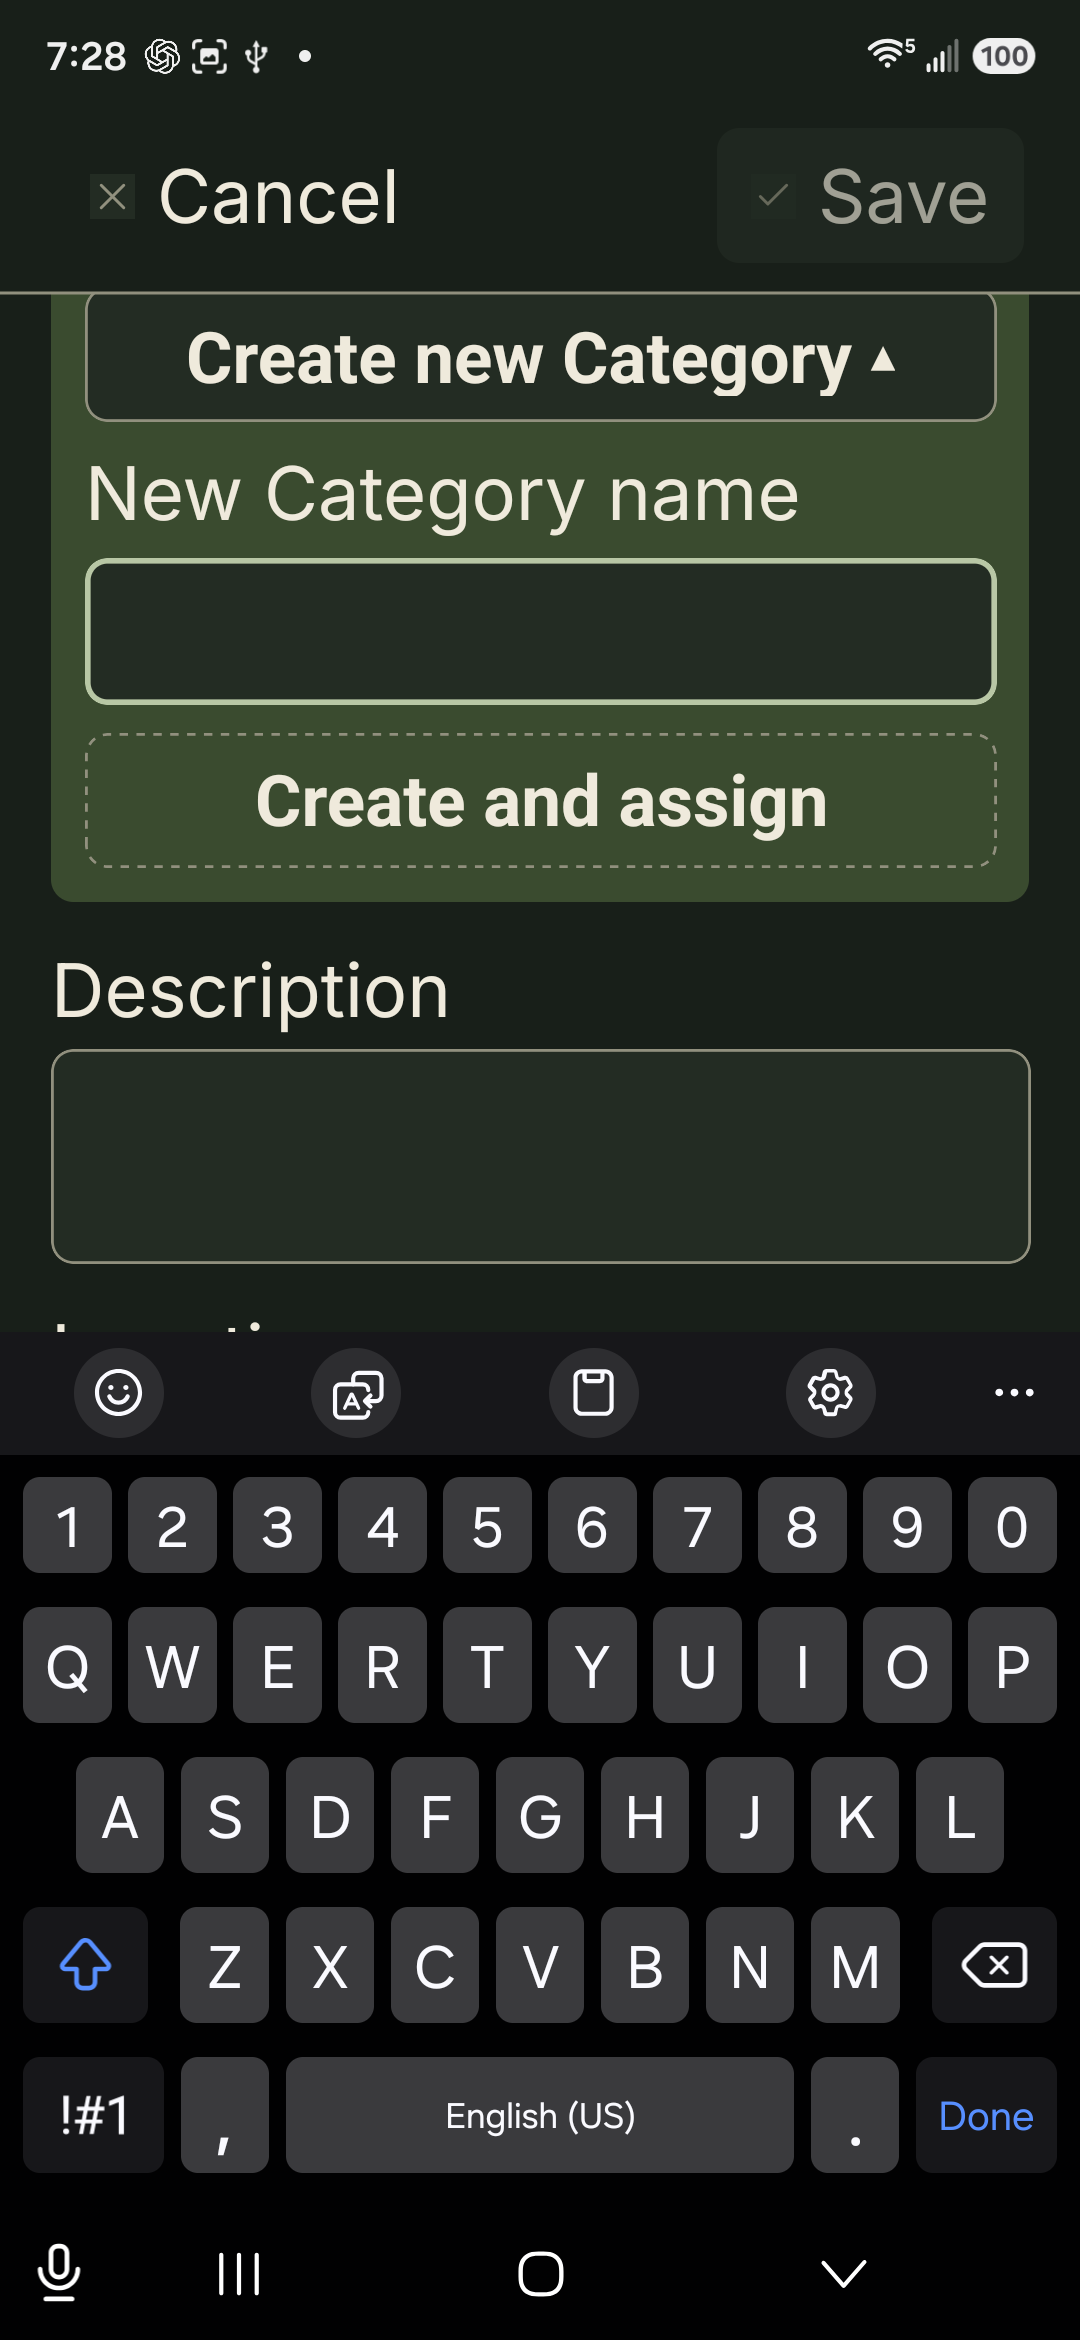 7:28
5
100
Cancel
Save
Create new Category ▲
New Category name
Create and assign
Description
1 2 3 4 5 6 7 8 9 0
Q W E R T Y U I O P
A S D F G H J K L
Z X C V B N M
!#1 , English (US) . Done